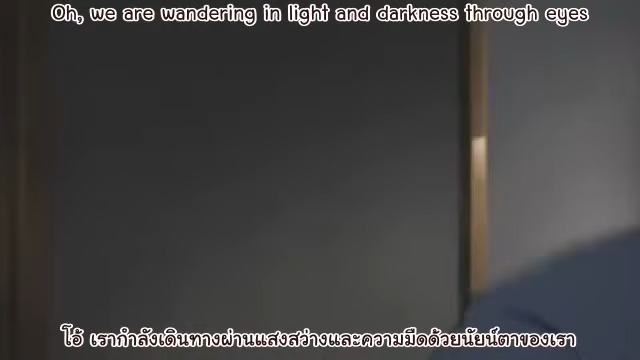 Oh, we are wandering in light and darkness through eyes
โอ้ เรากำลังเดินทางผ่านแสงสว่างและความมืดด้วยนัยน์ตาของเรา